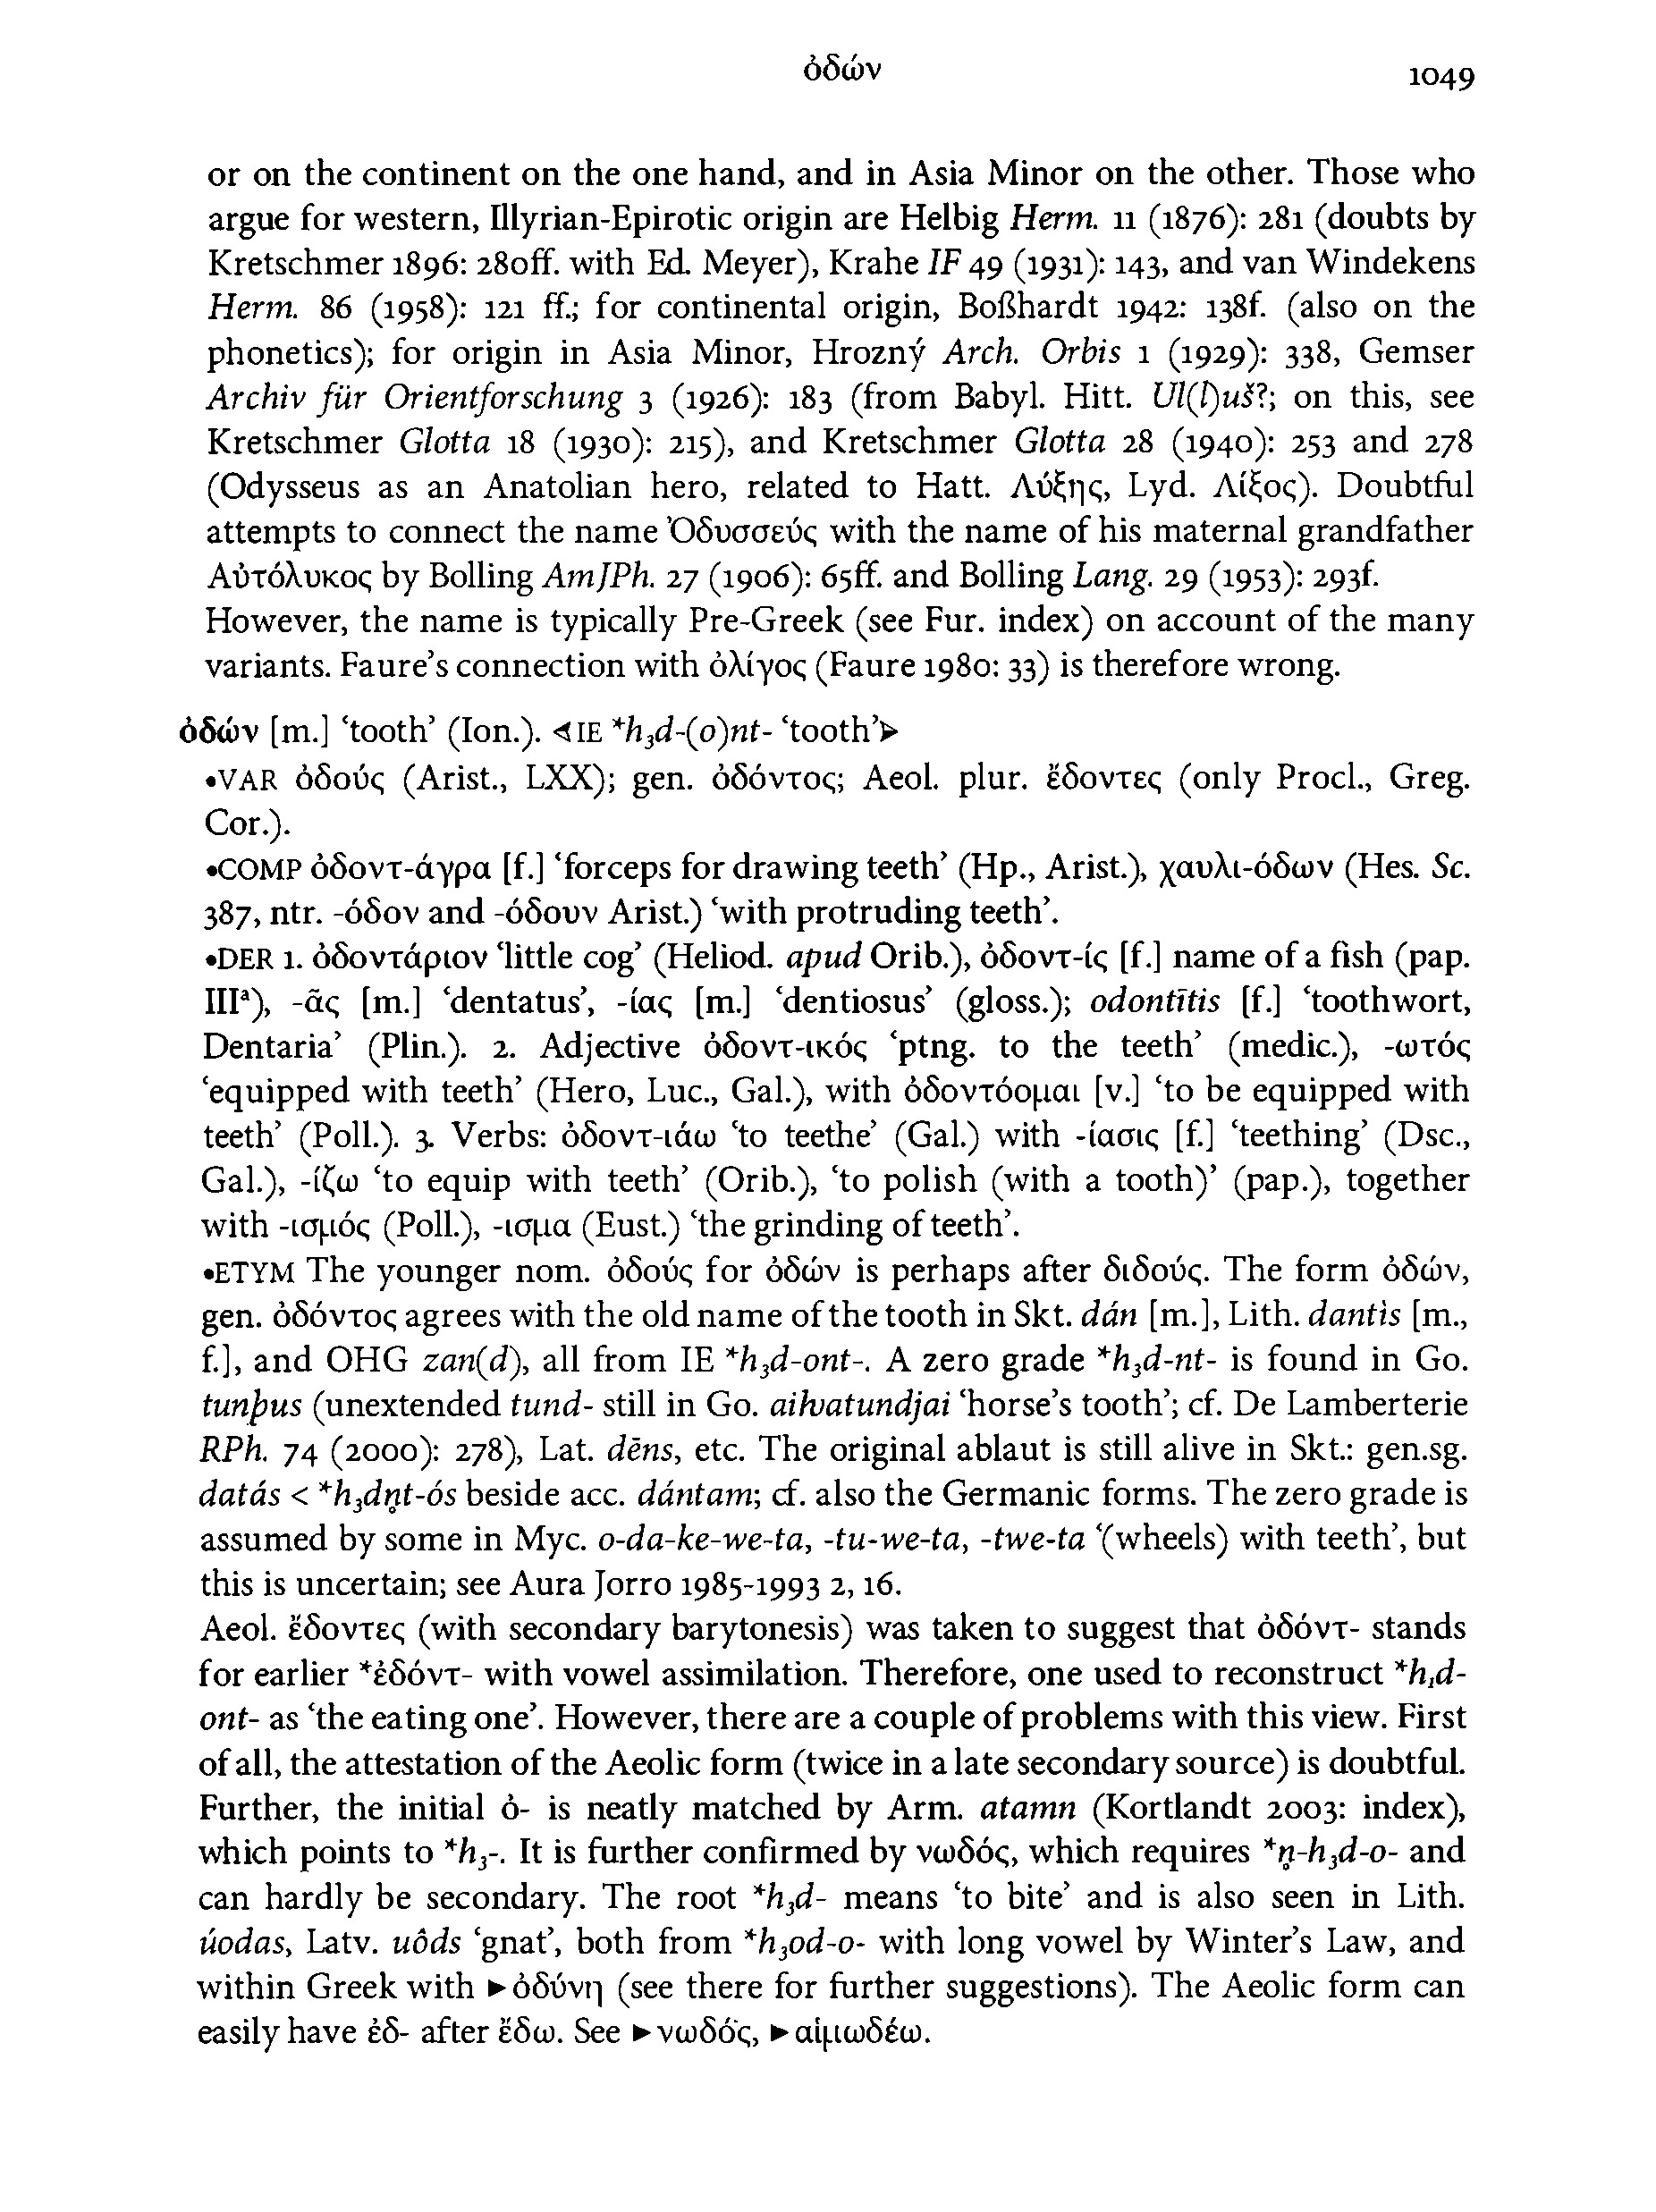 ὀδών
1049
or on the continent on the one hand, and in Asia Minor on the other. Those who
argue for western, Illyrian-Epirotic origin are Helbig Herm. 11 (1876): 281 (doubts by
Kretschmer 1896: 280ff. with Ed. Meyer), Krahe IF 49 (1931): 143, and van Windekens
Herm. 86 (1958): 121 ff.; for continental origin, Boßhardt 1942: 138f. (also on the
phonetics); for origin in Asia Minor, Hrozný Arch. Orbis 1 (1929): 338, Gemser
Archiv für Orientforschung 3 (1926): 183 (from Babyl. Hitt. Ul(l)uš?; on this, see
Kretschmer Glotta 18 (1930): 215), and Kretschmer Glotta 28 (1940): 253 and 278
(Odysseus as an Anatolian hero, related to Hatt. Λύξης, Lyd. Λίξος). Doubtful
attempts to connect the name Ὀδυσσεύς with the name of his maternal grandfather
Αὐτόλυκος by Bolling AmJPh. 27 (1906): 65ff. and Bolling Lang. 29 (1953): 293f.
However, the name is typically Pre-Greek (see Fur. index) on account of the many
variants. Faure’s connection with ὀλίγος (Faure 1980: 33) is therefore wrong.
ὀδών [m.] ‘tooth’ (Ion.). ⊲IE *h₃d-(o)nt- ‘tooth’⊳
•VAR ὀδούς (Arist., LXX); gen. ὀδόντος; Aeol. plur. ἔδοντες (only Procl., Greg.
Cor.).
•COMP ὀδοντ-άγρα [f.] ‘forceps for drawing teeth’ (Hp., Arist.), χαυλι-όδων (Hes. Sc.
387, ntr. -όδον and -όδουν Arist.) ‘with protruding teeth’.
•DER 1. ὀδοντάριον ‘little cog’ (Heliod. apud Orib.), ὀδοντ-ίς [f.] name of a fish (pap.
IIIᵃ), -ᾶς [m.] ‘dentatus’, -ίας [m.] ‘dentiosus’ (gloss.); odontītis [f.] ‘toothwort,
Dentaria’ (Plin.). 2. Adjective ὀδοντ-ικός ‘ptng. to the teeth’ (medic.), -ωτός
‘equipped with teeth’ (Hero, Luc., Gal.), with ὀδοντόομαι [v.] ‘to be equipped with
teeth’ (Poll.). 3. Verbs: ὀδοντ-ιάω ‘to teethe’ (Gal.) with -ίασις [f.] ‘teething’ (Dsc.,
Gal.), -ίζω ‘to equip with teeth’ (Orib.), ‘to polish (with a tooth)’ (pap.), together
with -ισμός (Poll.), -ισμα (Eust.) ‘the grinding of teeth’.
•ETYM The younger nom. ὀδούς for ὀδών is perhaps after διδούς. The form ὀδών,
gen. ὀδόντος agrees with the old name of the tooth in Skt. dán [m.], Lith. dantìs [m.,
f.], and OHG zan(d), all from IE *h₃d-ont-. A zero grade *h₃d-nt- is found in Go.
tunþus (unextended tund- still in Go. aiƕatundjai ‘horse’s tooth’; cf. De Lamberterie
RPh. 74 (2000): 278), Lat. dēns, etc. The original ablaut is still alive in Skt.: gen.sg.
datás < *h₃dn̥t-ós beside acc. dántam; cf. also the Germanic forms. The zero grade is
assumed by some in Myc. o-da-ke-we-ta, -tu-we-ta, -twe-ta ‘(wheels) with teeth’, but
this is uncertain; see Aura Jorro 1985-1993 2, 16.
Aeol. ἔδοντες (with secondary barytonesis) was taken to suggest that ὀδόντ- stands
for earlier *ἐδόντ- with vowel assimilation. Therefore, one used to reconstruct *h₁d-
ont- as ‘the eating one’. However, there are a couple of problems with this view. First
of all, the attestation of the Aeolic form (twice in a late secondary source) is doubtful.
Further, the initial ὀ- is neatly matched by Arm. atamn (Kortlandt 2003: index),
which points to *h₃-. It is further confirmed by νωδός, which requires *n̥-h₃d-o- and
can hardly be secondary. The root *h₃d- means ‘to bite’ and is also seen in Lith.
úodas, Latv. uôds ‘gnat’, both from *h₃od-o- with long vowel by Winter’s Law, and
within Greek with ►ὀδύνη (see there for further suggestions). The Aeolic form can
easily have ἐδ- after ἔδω. See ►νωδός, ►αἱμωδέω.